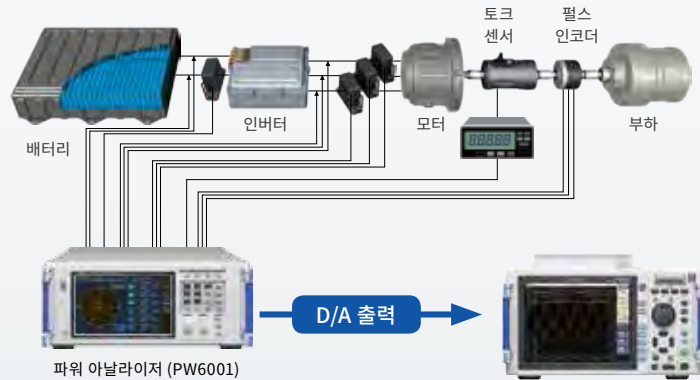 토크
센서
펄스
인코더
배터리
인버터
모터
부하
D/A 출력
파워 아날라이저 (PW6001)